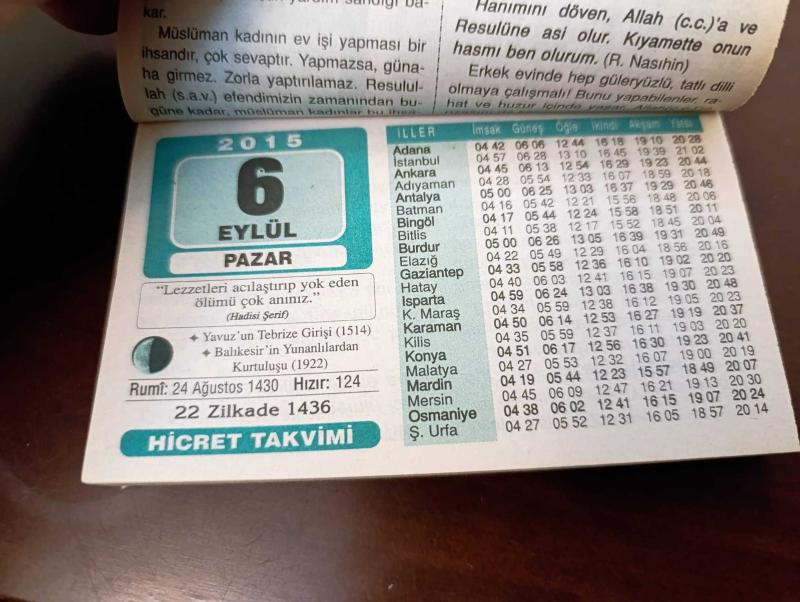 kar.
Müslüman kadının ev işi yapması bir
ihsandır, çok sevaptır. Yapmazsa, güna-
ha girmez. Zorla yaptırılamaz. Resulul-
lah (s.a.v.) efendimizin zamanından bu-
güne kadar, müslüman kadınlar bu
Hanımını döven, Allah (c.c.)'a ve
Resulüne asi olur. Kıyamette onun
hasmı ben olurum. (R. Nasıhin)
Erkek evinde hep güleryüzlü, tatlı dilli
olmaya çalışmalı! Bunu yapabilenler, ra-
hat ve huzur içinde yaşar.
2015
6
EYLÜL
PAZAR
“Lezzetleri acılaştırıp yok eden
ölümü çok anınız.”
(Hadisi Şerif)
✦ Yavuz'un Tebrize Girişi (1514)
✦ Balıkesir'in Yunanlılardan
Kurtuluşu (1922)
Rumî: 24 Ağustos 1430 Hızır: 124
22 Zilkade 1436
HİCRET TAKVİMİ
İLLER İmsak Güneş Öğle İkindi Akşam Yatsı
Adana 04 42 06 06 12 44 16 18 19 10 20 28
İstanbul 04 57 06 28 13 10 16 45 19 39 21 02
Ankara 04 45 06 13 12 54 16 29 19 23 20 44
Adıyaman 04 28 05 54 12 33 16 07 18 59 20 18
Antalya 05 00 06 25 13 03 16 37 19 29 20 46
Batman 04 16 05 42 12 21 15 56 18 48 20 06
Bingöl 04 17 05 44 12 24 15 58 18 51 20 11
Bitlis 04 11 05 38 12 17 15 52 18 45 20 04
Burdur 05 00 06 26 13 05 16 39 19 31 20 49
Elazığ 04 22 05 49 12 29 16 04 18 56 20 16
Gaziantep 04 33 05 58 12 36 16 10 19 02 20 20
Hatay 04 40 06 03 12 41 16 15 19 07 20 23
Isparta 04 59 06 24 13 03 16 38 19 30 20 48
K. Maraş 04 34 05 59 12 38 16 12 19 05 20 23
Karaman 04 50 06 14 12 53 16 27 19 19 20 37
Kilis 04 35 05 59 12 37 16 11 19 03 20 20
Konya 04 51 06 17 12 56 16 30 19 23 20 41
Malatya 04 27 05 53 12 32 16 07 19 00 20 19
Mardin 04 19 05 44 12 23 15 57 18 49 20 07
Mersin 04 45 06 09 12 47 16 21 19 13 20 30
Osmaniye 04 38 06 02 12 41 16 15 19 07 20 24
Ş. Urfa 04 27 05 52 12 31 16 05 18 57 20 14